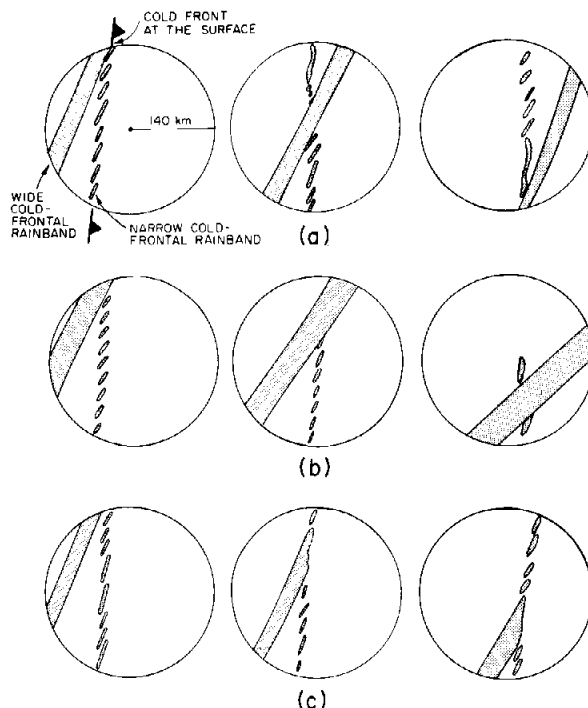 COLD FRONT
AT THE SURFACE
140 km
WIDE
COLD-
FRONTAL
RAINBAND
NARROW COLD-
FRONTAL RAINBAND
(a)
(b)
(c)